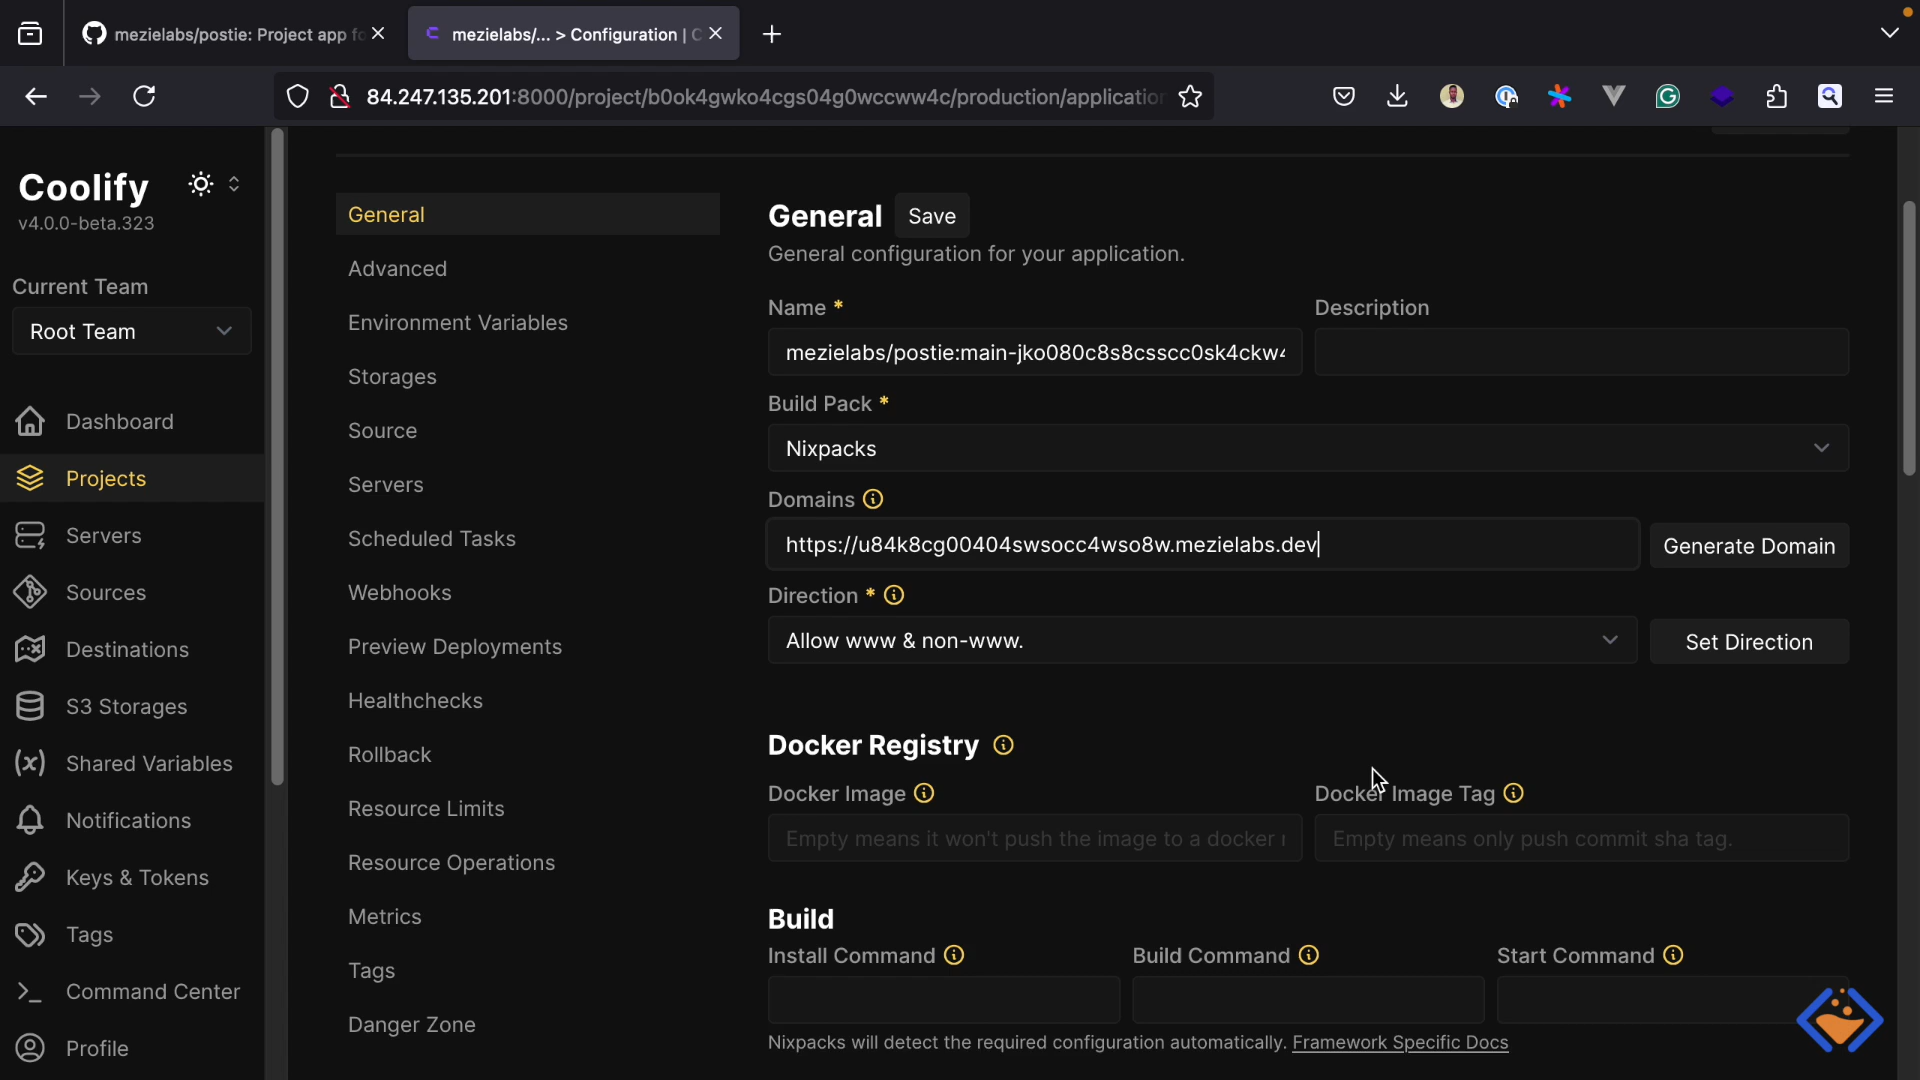 mezielabs/postie: Project app fo
mezielabs/... > Configuration | C
84.247.135.201:8000/project/b0ok4gwko4cgs04g0wccww4c/production/application
Coolify
v4.0.0-beta.323
Current Team
Root Team
Dashboard
Projects
Servers
Sources
Destinations
S3 Storages
Shared Variables
Notifications
Keys & Tokens
Tags
Command Center
Profile
General
Advanced
Environment Variables
Storages
Source
Servers
Scheduled Tasks
Webhooks
Preview Deployments
Healthchecks
Rollback
Resource Limits
Resource Operations
Metrics
Tags
Danger Zone
General Save
General configuration for your application.
Name * Description
mezielabs/postie:main-jko080c8s8csscc0sk4ckw4
Build Pack *
Nixpacks
Domains
https://u84k8cg00404swsocc4wso8w.mezielabs.dev Generate Domain
Direction *
Allow www & non-www. Set Direction
Docker Registry
Docker Image Docker Image Tag
Empty means it won't push the image to a docker r Empty means only push commit sha tag.
Build
Install Command Build Command Start Command
Nixpacks will detect the required configuration automatically. Framework Specific Docs